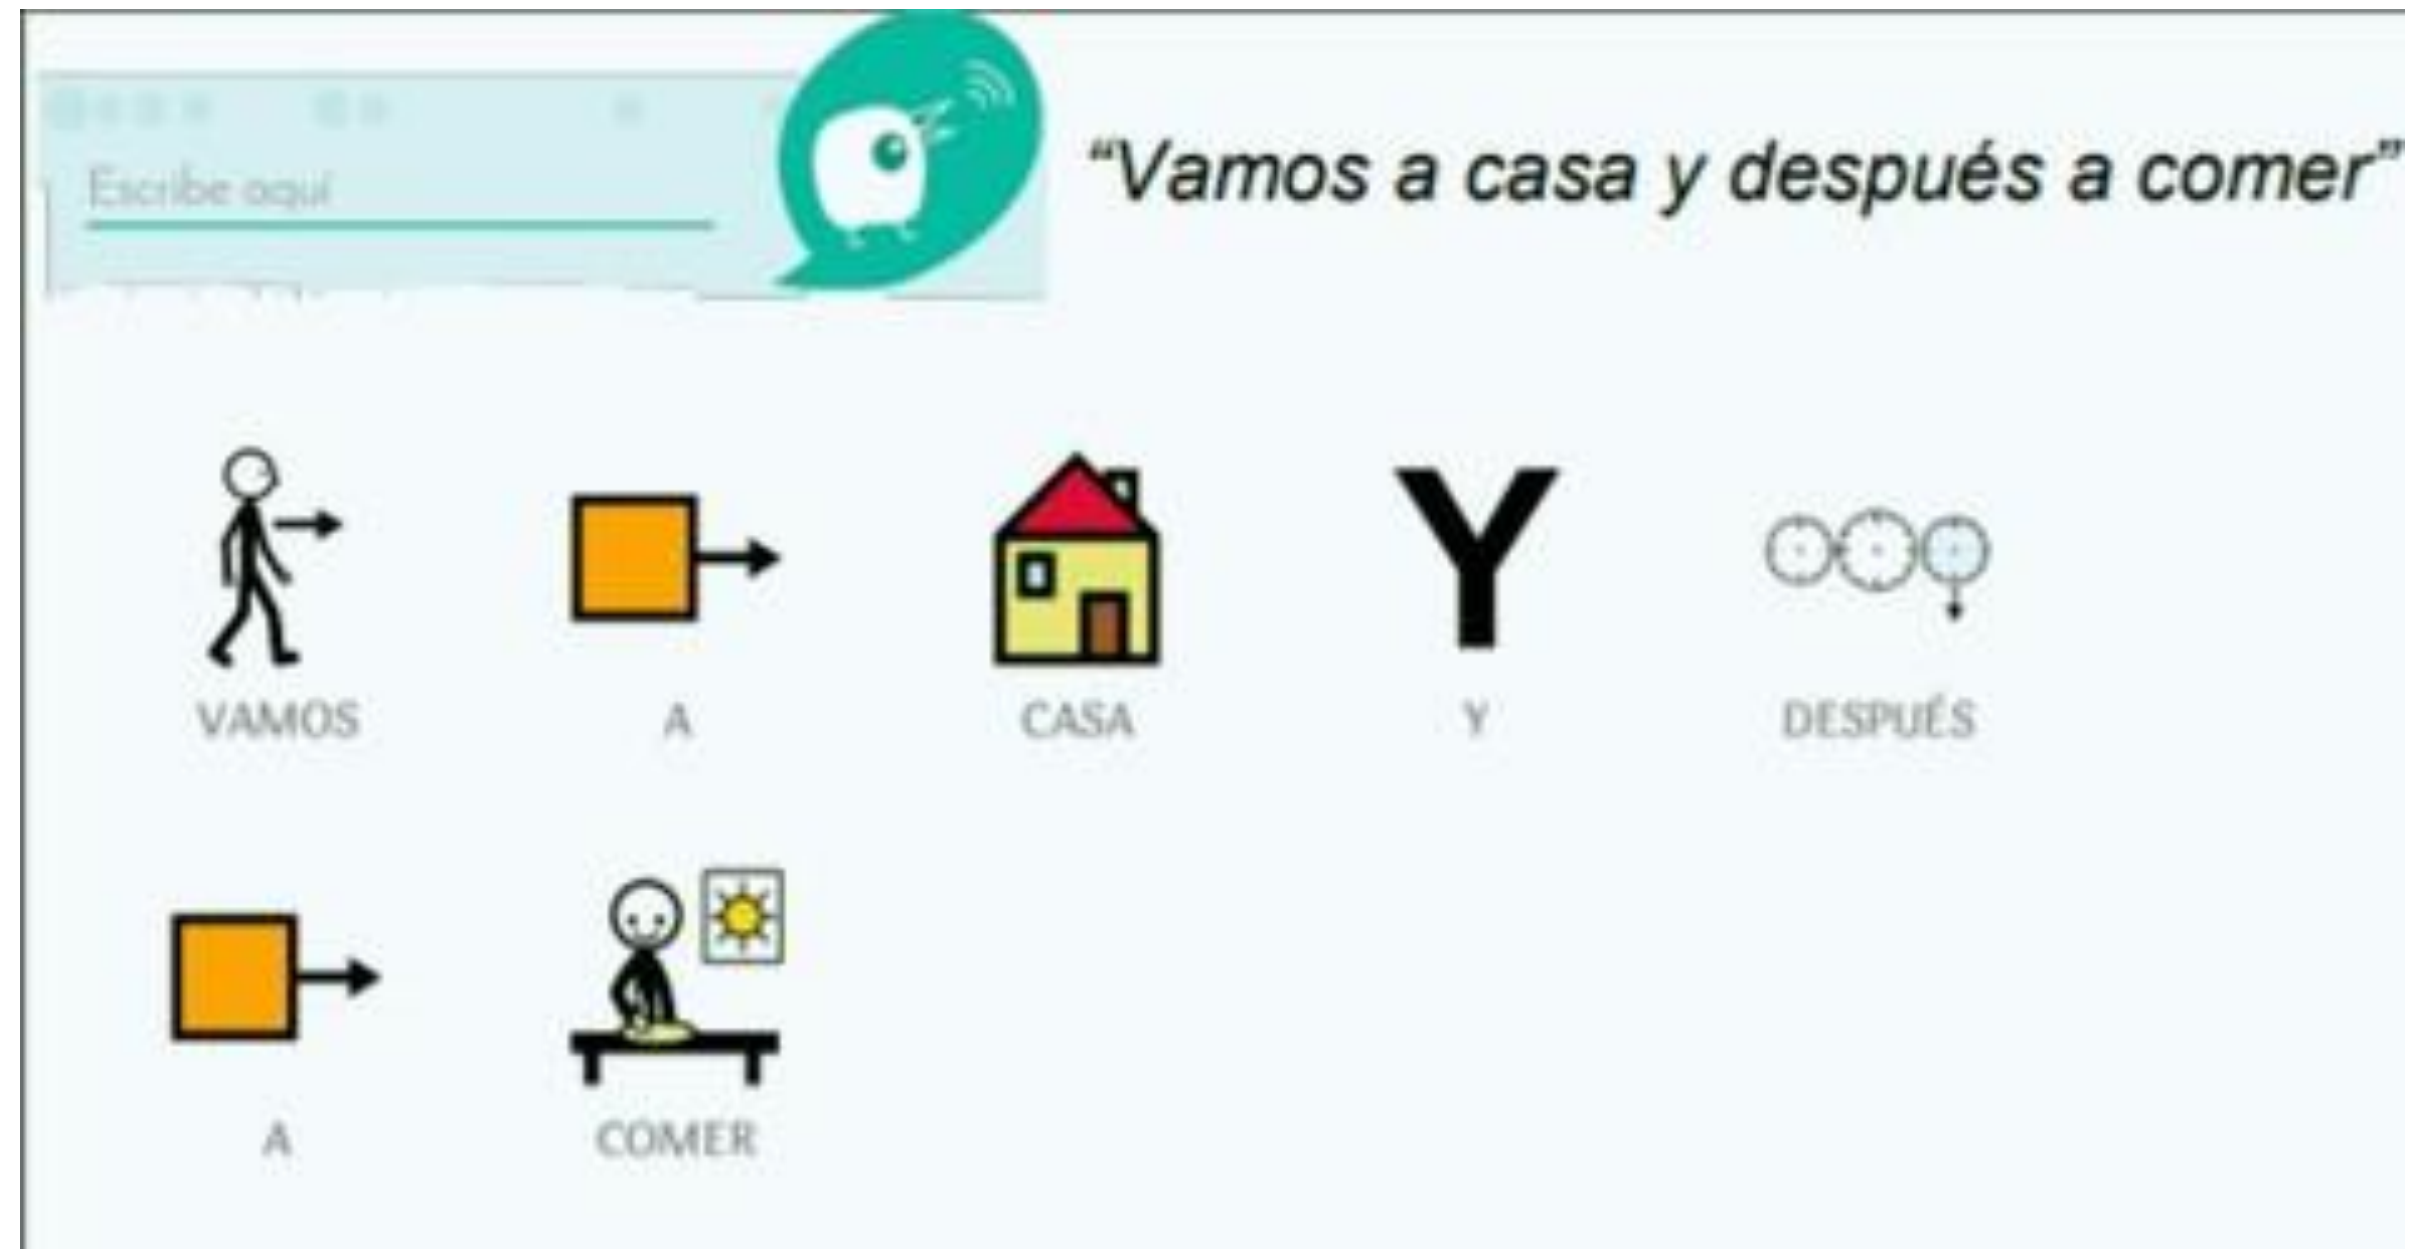 Escribe aquí
“Vamos a casa y después a comer”
VAMOS A CASA Y DESPUÉS
A COMER